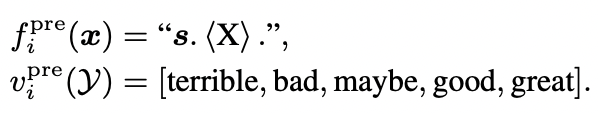 f_i^pre(x) = “s. ⟨X⟩ .”,
v_i^pre(𝒴) = [terrible, bad, maybe, good, great].